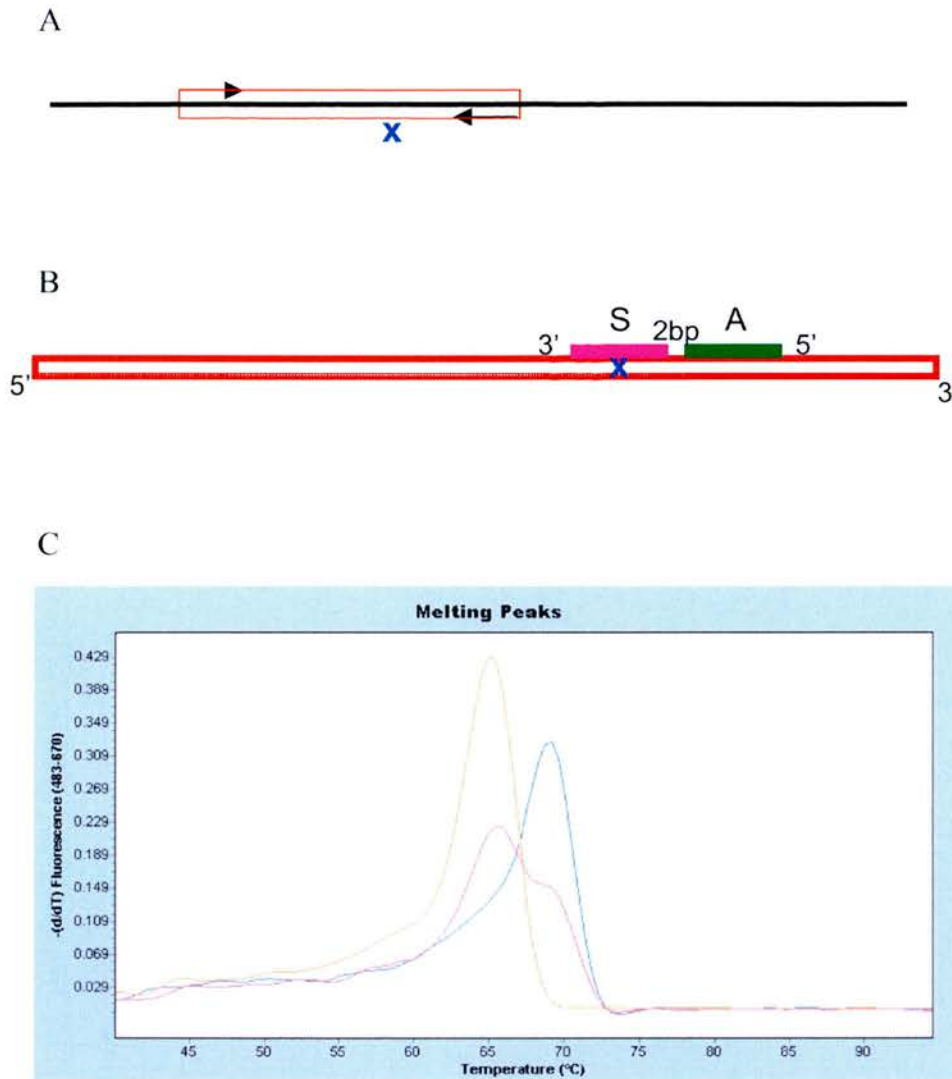 A
X
B
S
2bp
A
3'
5'
X
5'
3
C
Melting Peaks
0.429
0.389
0.349
0.309
0.269
0.229
0.189
0.149
0.109
0.069
0.029
-(d/dT) Fluorescence (483-670)
45 50 55 60 65 70 75 80 85 90
Temperature (°C)